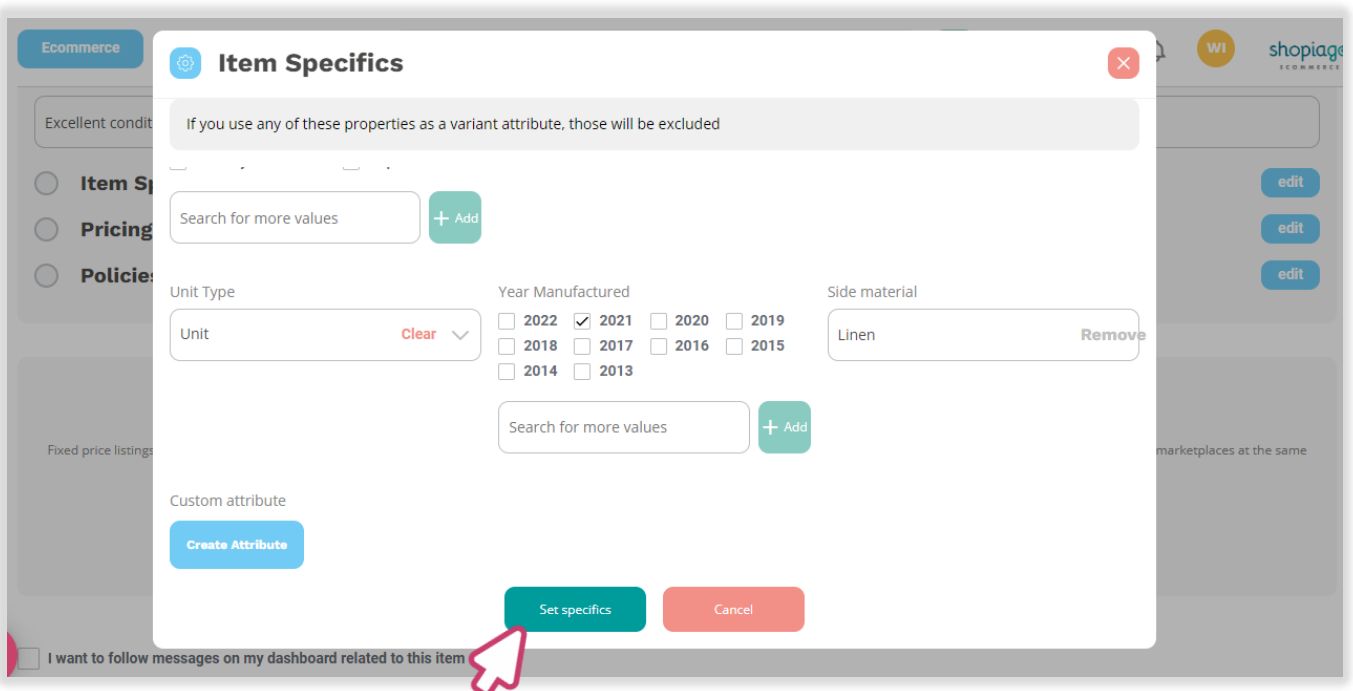 Ecommerce
Item Specifics
WI
shopiage
ECOMMERCE
If you use any of these properties as a variant attribute, those will be excluded
Excellent condit
Item Sp
edit
Search for more values
+ Add
Pricing
edit
Policies
edit
Unit Type
Year Manufactured
Side material
Unit
Clear
2022 2021 2020 2019
2018 2017 2016 2015
2014 2013
Linen
Remove
Search for more values
+ Add
Fixed price listings
marketplaces at the same
Custom attribute
Create Attribute
Set specifics
Cancel
I want to follow messages on my dashboard related to this item